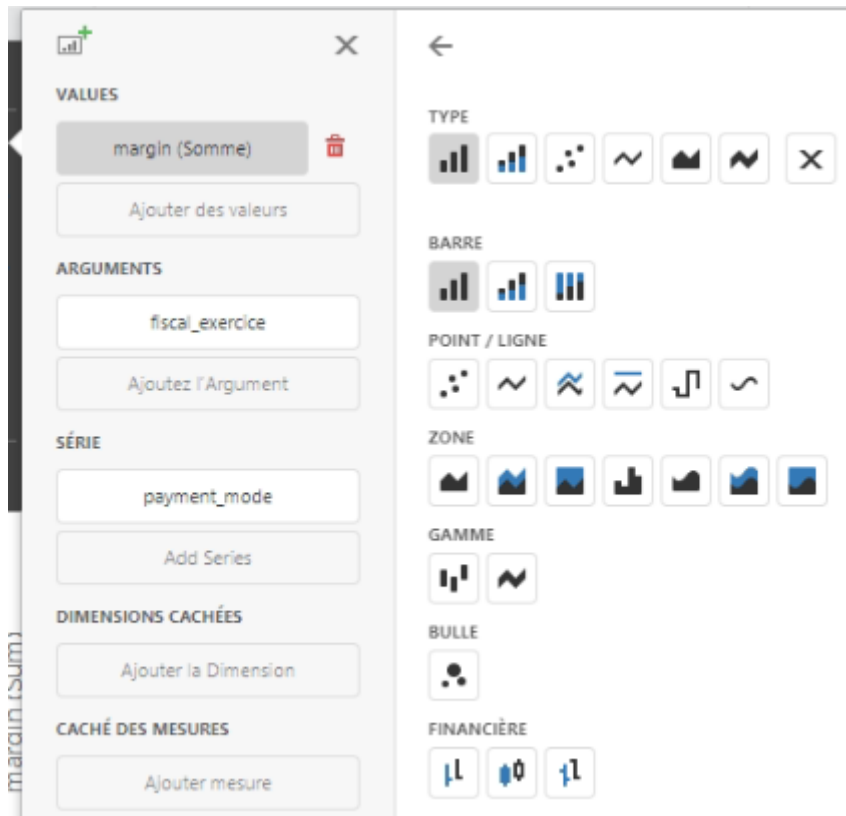 VALUES
margin (Somme)
Ajouter des valeurs
ARGUMENTS
fiscal_exercice
Ajoutez l'Argument
SÉRIE
payment_mode
Add Series
DIMENSIONS CACHÉES
Ajouter la Dimension
CACHÉ DES MESURES
Ajouter mesure
margin (Sum)
TYPE
BARRE
POINT / LIGNE
ZONE
GAMME
BULLE
FINANCIÈRE